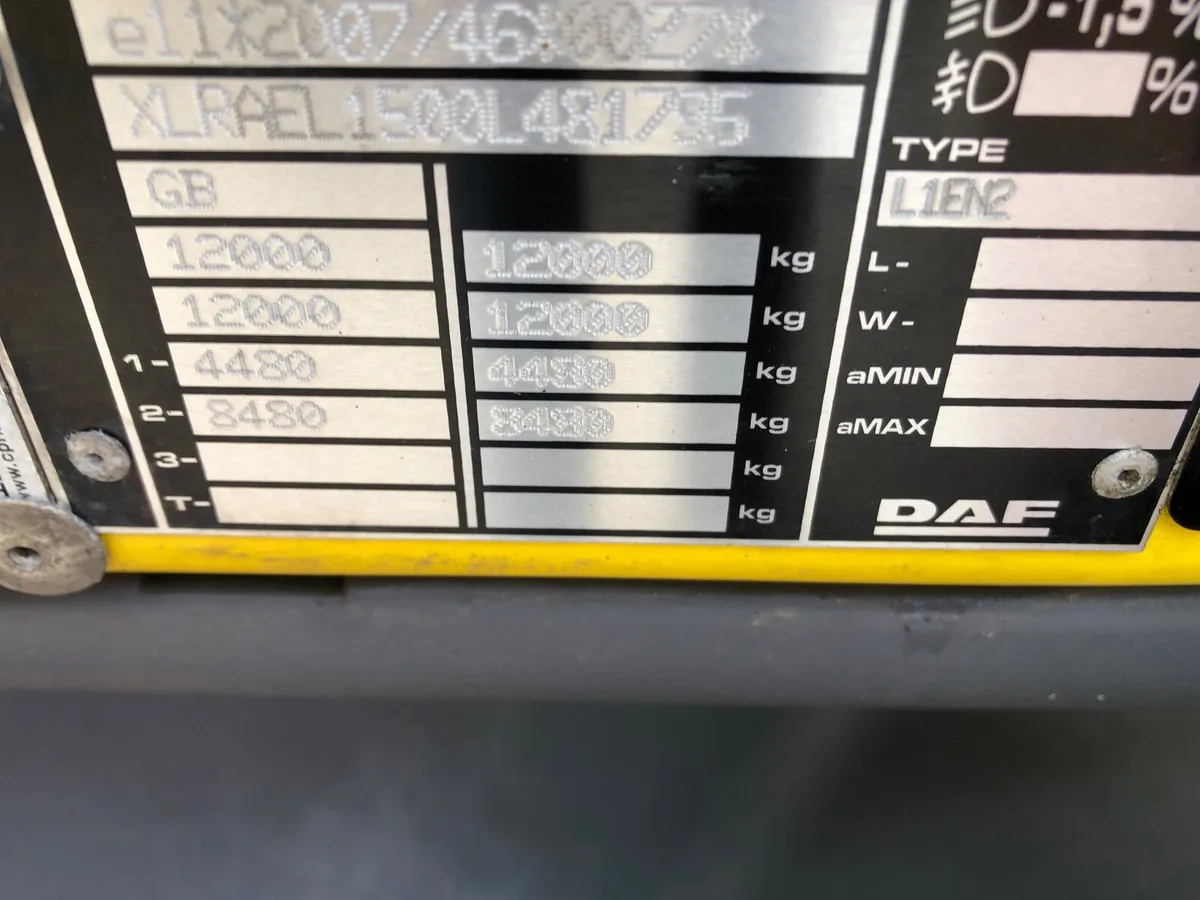 e11*2007/46*0027*
-1,5 %
XLRAEL1500L481795
%
TYPE
GB
L1EN2
12000 12000 kg
L-
12000 12000 kg
W-
1- 4480 4480 kg
aMIN
2- 8480 8480 kg
aMAX
3- kg
T- kg
DAF